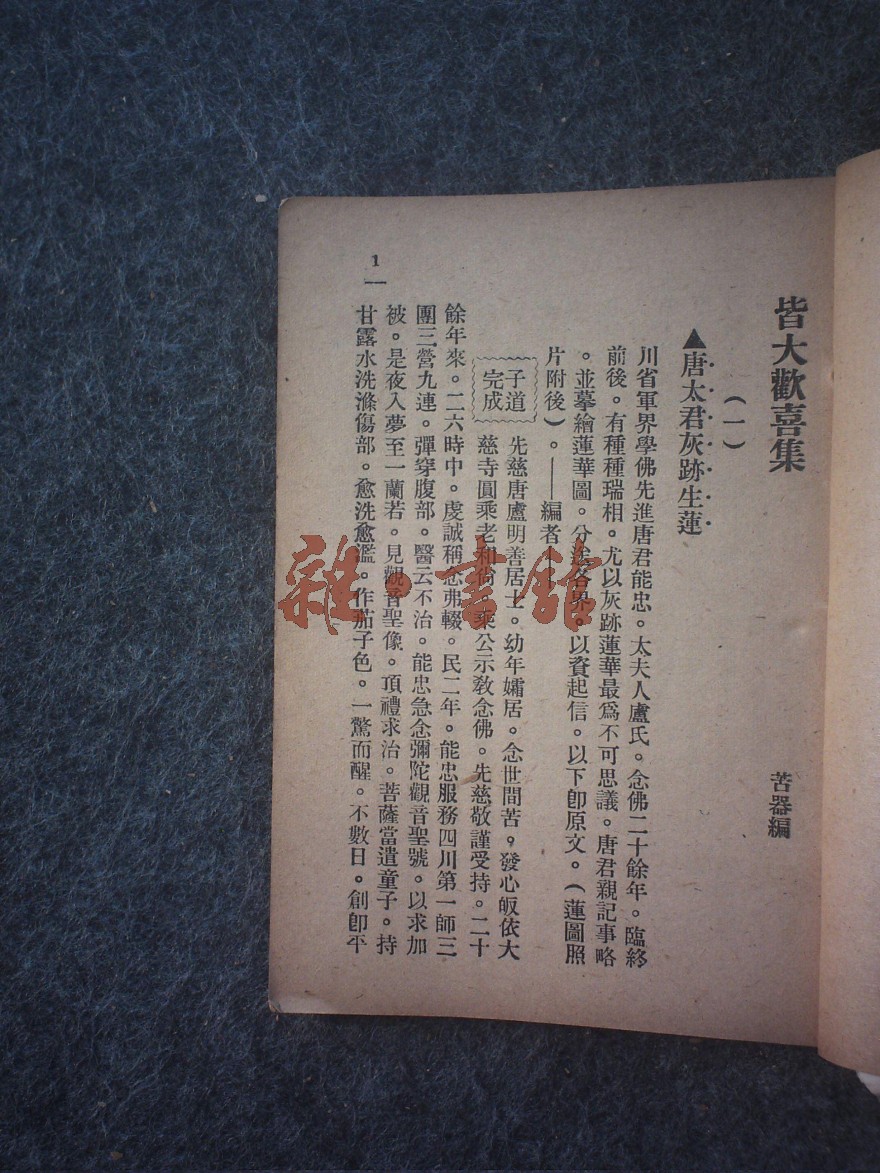 皆大歡喜集
苦器編
(一)
▲唐太君灰跡生蓮
川省軍界學佛先進唐君能忠。太夫人盧氏。念佛二十餘年。臨終
前後。有種種瑞相。尤以灰跡蓮華最爲不可思議。唐君親記事略
。並摹繪蓮華圖。分送各界。以資起信。以下卽原文。(蓮圖照
片附後)。——編者
子道
完成
先慈唐盧明善居士。幼年孀居。念世間苦,發心皈依大
慈寺圓乘老和尙。乘公示敎念佛。先慈敬謹受持。二十
餘年來。二六時中。虔誠稱念弗輟。民二年。能忠服務四川第一師三
團三營九連。彈穿腹部。醫云不治。能忠急念彌陀觀音聖號。以求加
被。是夜入夢至一蘭若。見觀音聖像。頂禮求治。菩薩當遣童子。持
甘露水洗滌傷部。愈洗愈濫。作茄子色。一驚而醒。不數日。創卽平
1
雜·書館